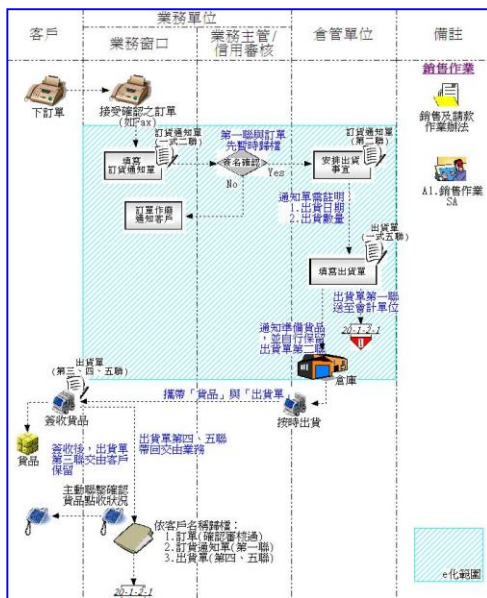 業務單位
客戶
業務窗口
業務主管/
信用審核
倉管單位
備註
銷售作業
下訂單
接受確認之訂單
(如Fax)
銷售及請款
作業辦法
訂貨通知單
(一式二聯)
第一聯與訂單
先暫時歸檔
訂貨通知單
(第二聯)
填寫
訂貨通知單
簽名確認
Yes
安排出貨
事宜
A1.銷售作業
SA
No
訂單作廢
通知客戶
通知單需註明:
1.出貨日期
2.出貨數量
出貨單
(一式五聯)
填寫出貨單
出貨單第一聯
送至會計單位
20-1-2-1
通知準備貨品
,並自行保留
出貨單第二聯
倉庫
出貨單
(第三、四、五聯)
攜帶「貨品」與「出貨單
簽收貨品
按時出貨
貨品
簽收後,出貨單
第三聯交由客戶
保留
出貨單第四、五聯
帶回交由業務
主動聯繫確認
貨品點收狀況
依客戶名稱歸檔:
1.訂單(確認審核通)
2.訂貨通知單(第一聯)
3.出貨單(第四、五聯)
20-1-2-1
e化範圍